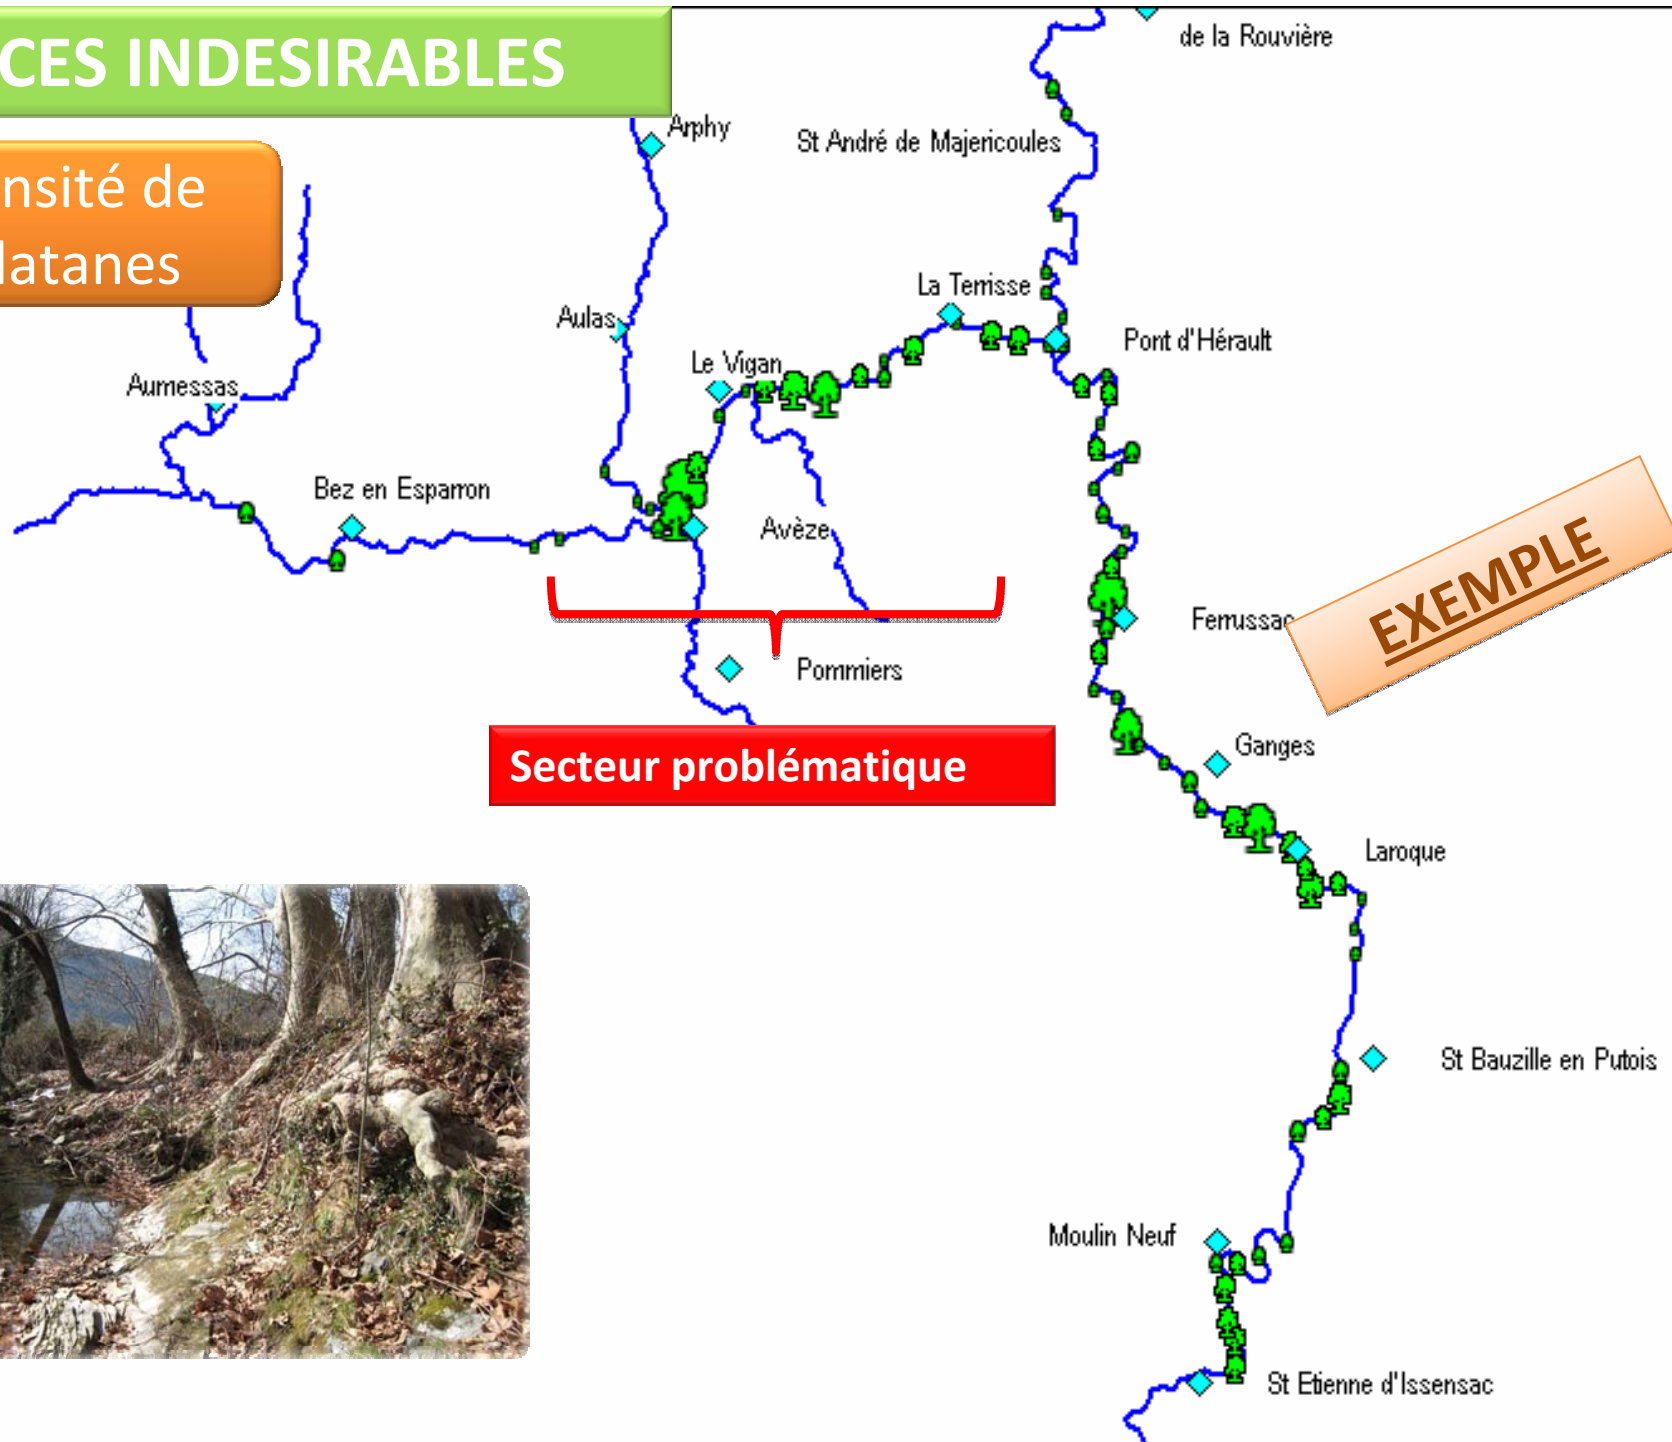 CES INDESIRABLES
de la Rouvière
Arphy
St André de Majericoules
nsité de
latanes
La Terrisse
Aulas
Pont d'Hérault
Le Vigan
Aumessas
Bez en Esparron
Avèze
EXEMPLE
Ferrussac
Pommiers
Ganges
Secteur problématique
Laroque
St Bauzille en Putois
Moulin Neuf
St Etienne d'Issensac